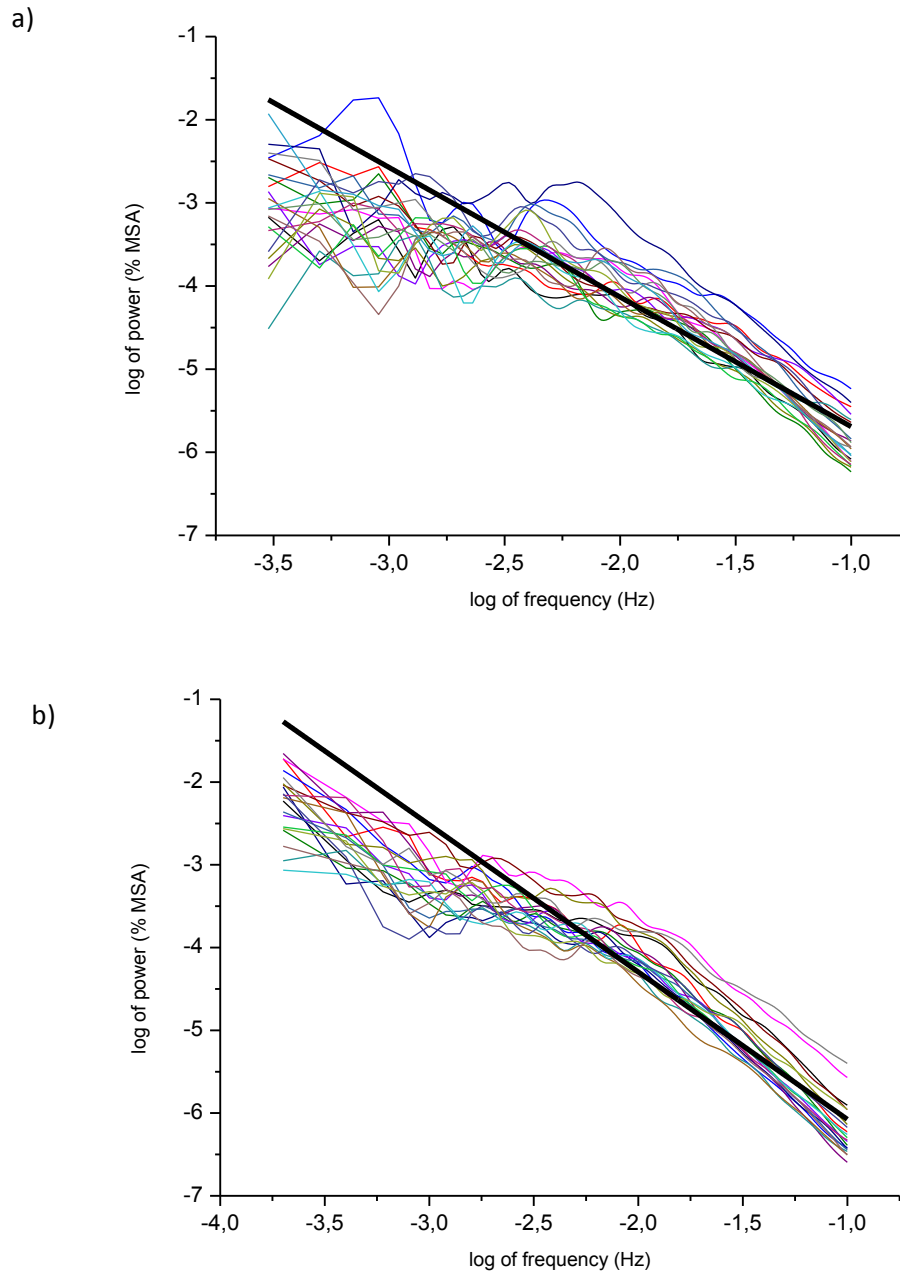 a)
-1
-2
-3
-4
-5
-6
-7
log of power (% MSA)
-3,5 -3,0 -2,5 -2,0 -1,5 -1,0
log of frequency (Hz)
b)
-1
-2
-3
-4
-5
-6
-7
log of power (% MSA)
-4,0 -3,5 -3,0 -2,5 -2,0 -1,5 -1,0
log of frequency (Hz)